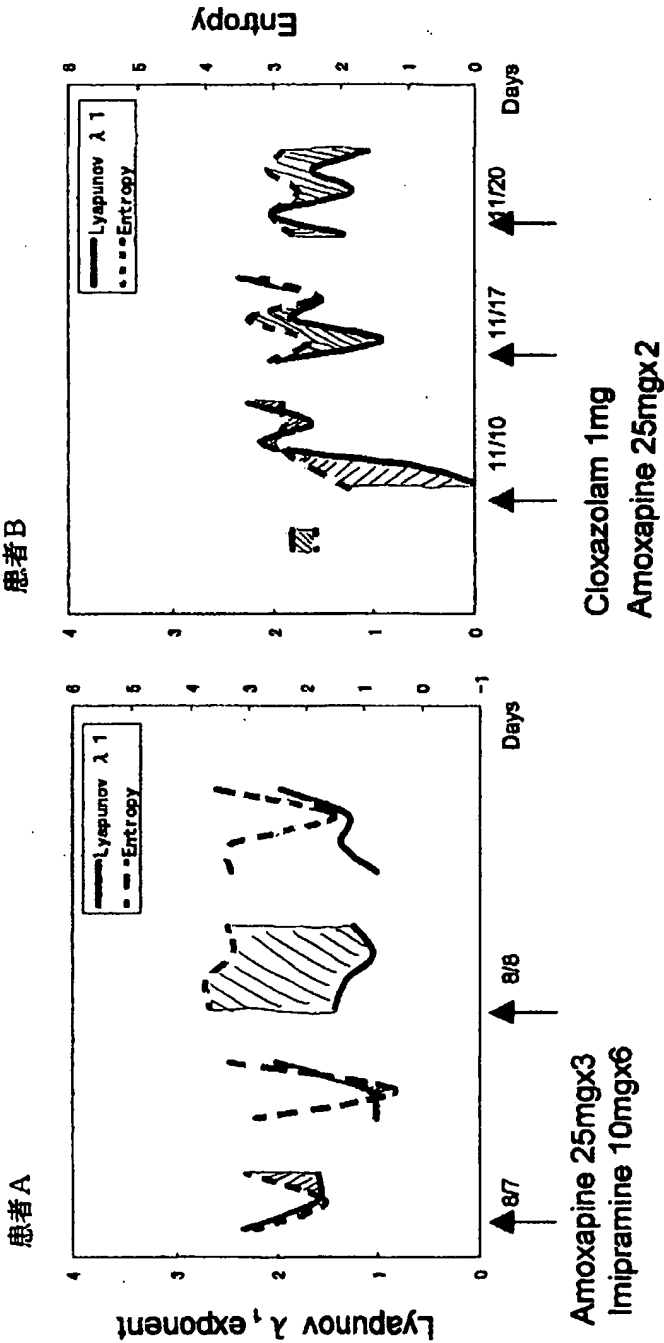 患者A
Lyapunov λ1 exponent
4
3
2
1
0
Lyapunov λ 1
Entropy
6
5
4
3
2
1
0
-1
8/7
8/8
Days
Amoxapine 25mgx3
Imipramine 10mgx6
患者B
4
3
2
1
0
Lyapunov λ 1
Entropy
6
5
4
3
2
1
0
Entropy
11/10
11/17
11/20
Days
Cloxazolam 1mg
Amoxapine 25mgx2